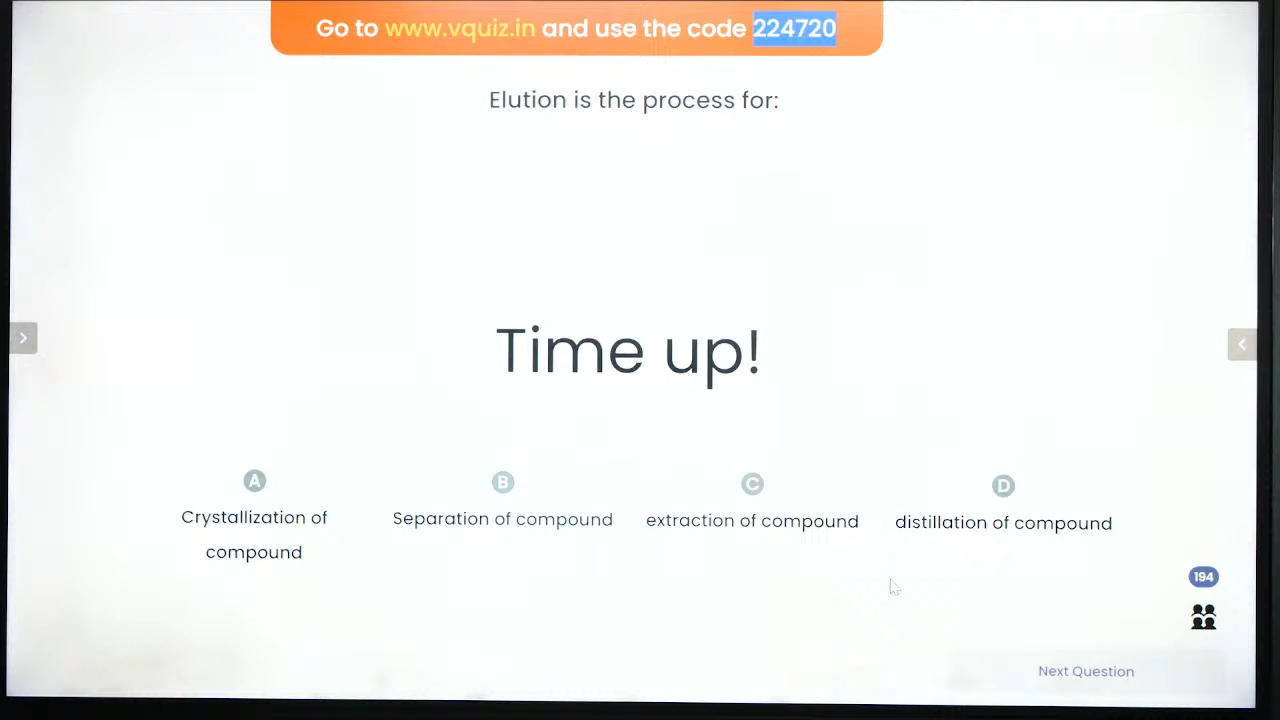 Go to www.vquiz.in and use the code 224720
Elution is the process for:
Time up!
A
Crystallization of
compound
B
Separation of compound
C
extraction of compound
D
distillation of compound
194
Next Question